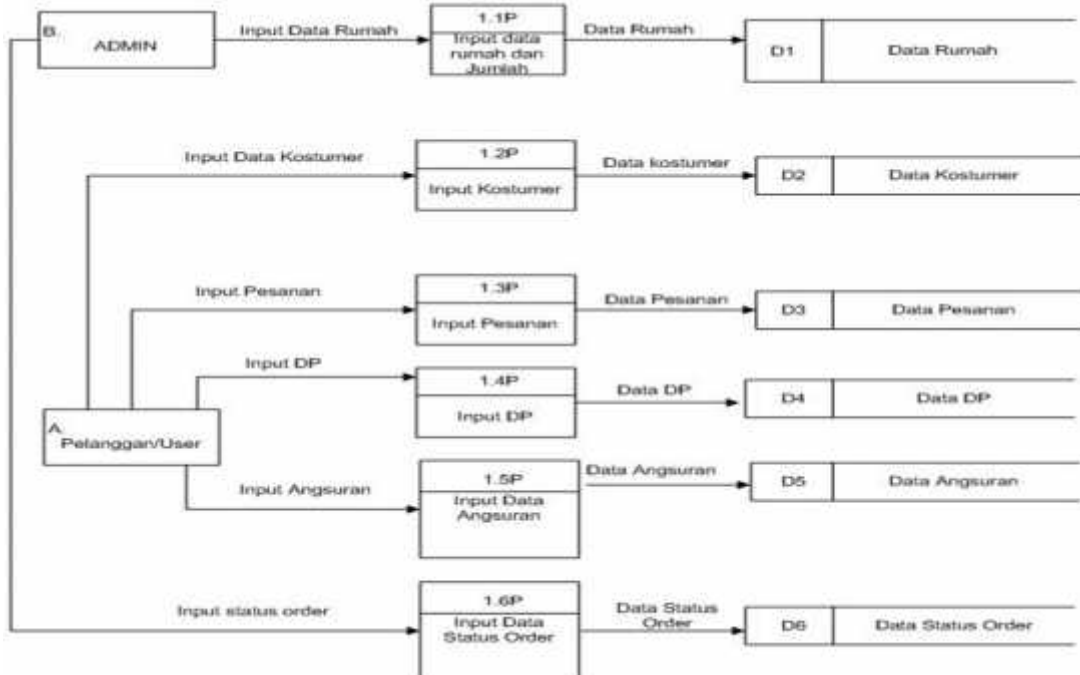 B.
ADMIN
Input Data Rumah
1.1P
Input data
rumah dan
Jumlah
Data Rumah
D1
Data Rumah
Input Data Kostumer
1.2P
Input Kostumer
Data kostumer
D2
Data Kostumer
Input Pesanan
1.3P
Input Pesanan
Data Pesanan
D3
Data Pesanan
Input DP
1.4P
Input DP
Data DP
D4
Data DP
A.
Pelanggan/User
Input Angsuran
1.5P
Input Data
Angsuran
Data Angsuran
D5
Data Angsuran
Input status order
1.6P
Input Data
Status Order
Data Status
Order
D6
Data Status Order